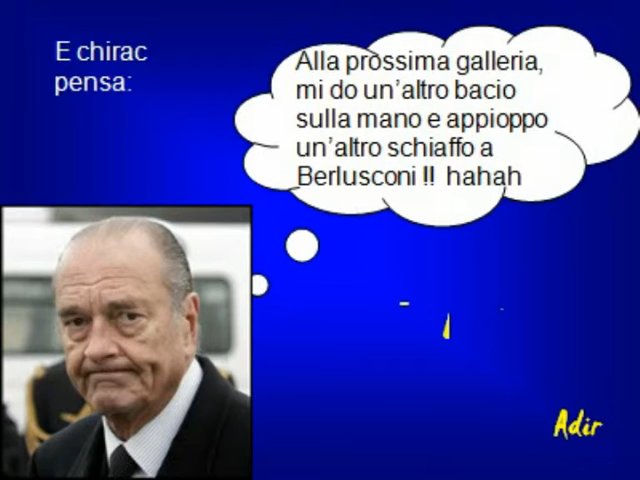 E chirac
pensa:
Alla prossima galleria,
mi do un'altro bacio
sulla mano e appioppo
un'altro schiaffo a
Berlusconi !! hahah
Adir